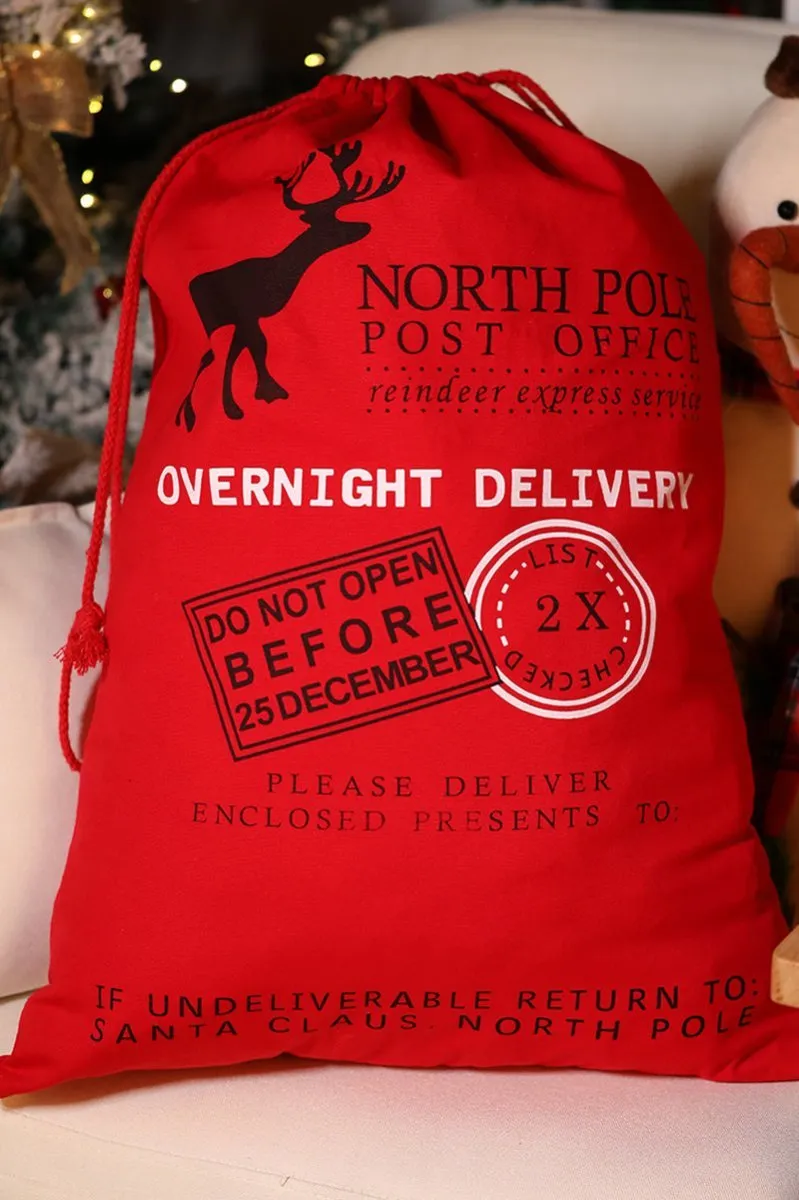 NORTH POLE
POST OFFICE
reindeer express service
OVERNIGHT DELIVERY
DO NOT OPEN
BEFORE
25 DECEMBER
LIST
2 X
CHECKED
PLEASE DELIVER
ENCLOSED PRESENTS TO:
IF UNDELIVERABLE RETURN TO:
SANTA CLAUS. NORTH POLE